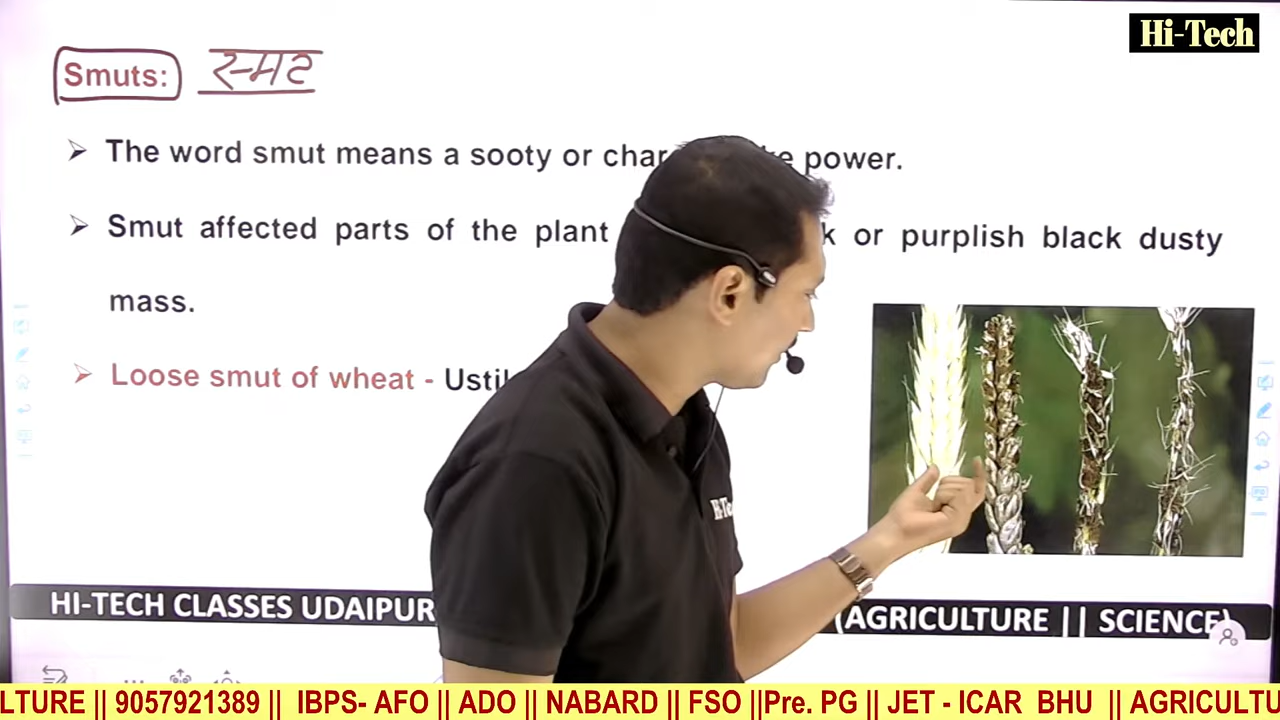 Hi-Tech
Smuts: स्मट
The word smut means a sooty or power.
Smut affected parts of the plant or purplish black dusty
mass.
Loose smut of wheat -
HI-TECH CLASSES UDAIPUR (AGRICULTURE || SCIENCE)
LTURE || 9057921389 || IBPS- AFO || ADO || NABARD || FSO ||Pre. PG || JET - ICAR BHU || AGRICULTU